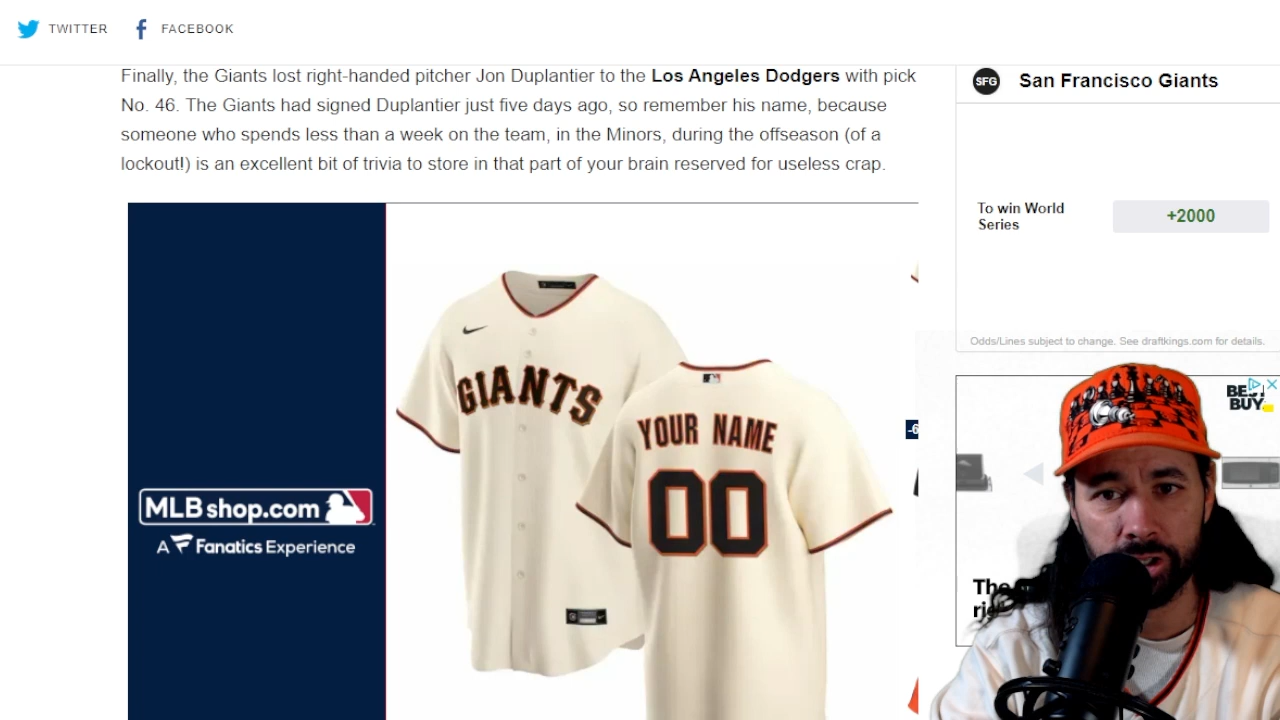 TWITTER FACEBOOK
Finally, the Giants lost right-handed pitcher Jon Duplantier to the Los Angeles Dodgers with pick
No. 46. The Giants had signed Duplantier just five days ago, so remember his name, because
someone who spends less than a week on the team, in the Minors, during the offseason (of a
lockout!) is an excellent bit of trivia to store in that part of your brain reserved for useless crap.
SFG San Francisco Giants
To win World
Series
+2000
Odds/Lines subject to change. See draftkings.com for details.
GIANTS
YOUR NAME
00
MLBshop.com
A Fanatics Experience
-6
BEST
BUY
The